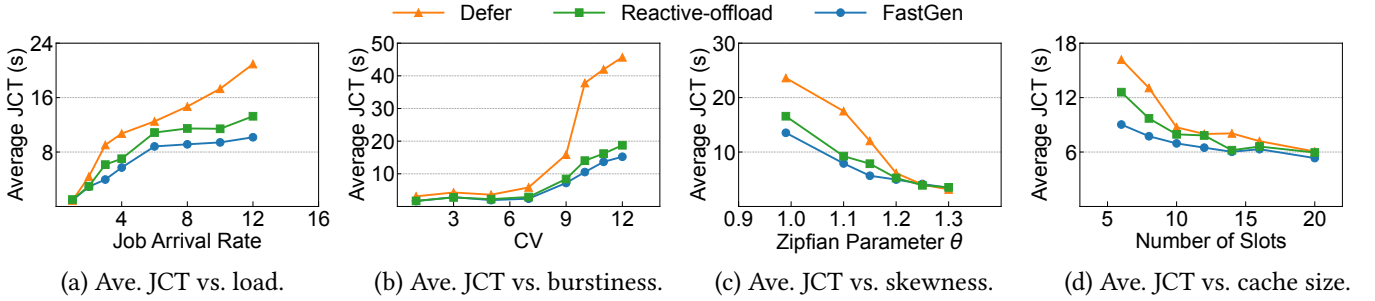 Defer Reactive-offload FastGen
Average JCT (s)
24
16
8
4 8 12 16
Job Arrival Rate
(a) Ave. JCT vs. load.
Average JCT (s)
50
40
30
20
10
3 6 9 12
CV
(b) Ave. JCT vs. burstiness.
Average JCT (s)
30
20
10
0.9 1.0 1.1 1.2 1.3
Zipfian Parameter θ
(c) Ave. JCT vs. skewness.
Average JCT (s)
18
12
6
5 10 15 20
Number of Slots
(d) Ave. JCT vs. cache size.